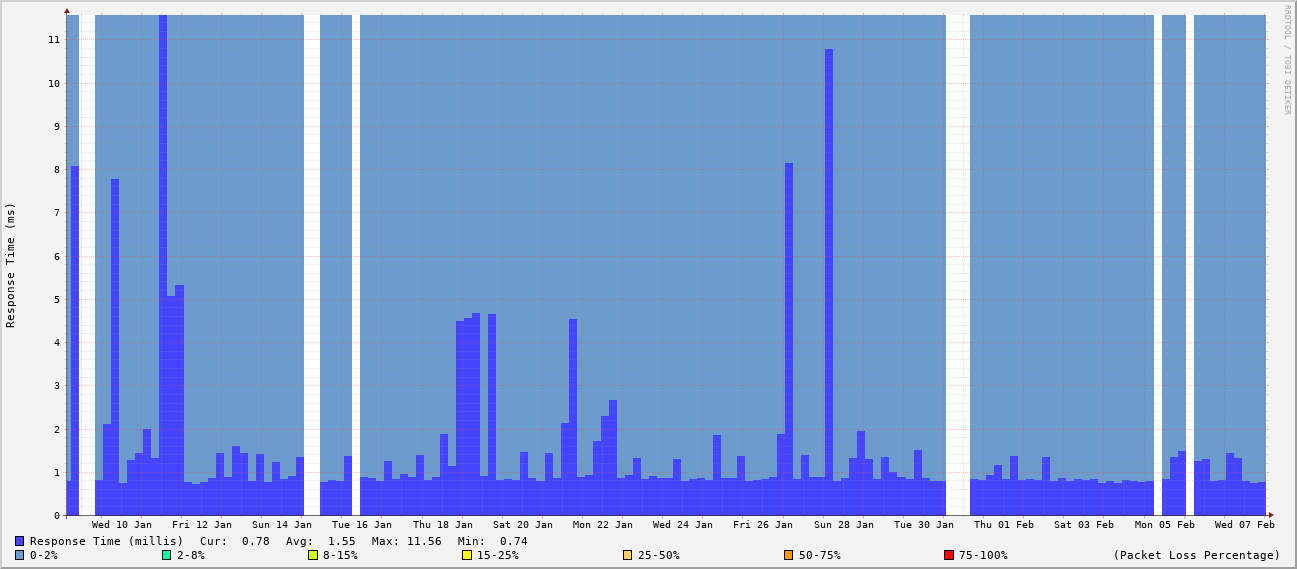 RRDTOOL / TOBI OETIKER
Response Time (ms)
11
10
9
8
7
6
5
4
3
2
1
0
Wed 10 Jan Fri 12 Jan Sun 14 Jan Tue 16 Jan Thu 18 Jan Sat 20 Jan Mon 22 Jan Wed 24 Jan Fri 26 Jan Sun 28 Jan Tue 30 Jan Thu 01 Feb Sat 03 Feb Mon 05 Feb Wed 07 Feb
Response Time (millis) Cur: 0.78 Avg: 1.55 Max: 11.56 Min: 0.74
0-2% 2-8% 8-15% 15-25% 25-50% 50-75% 75-100% (Packet Loss Percentage)